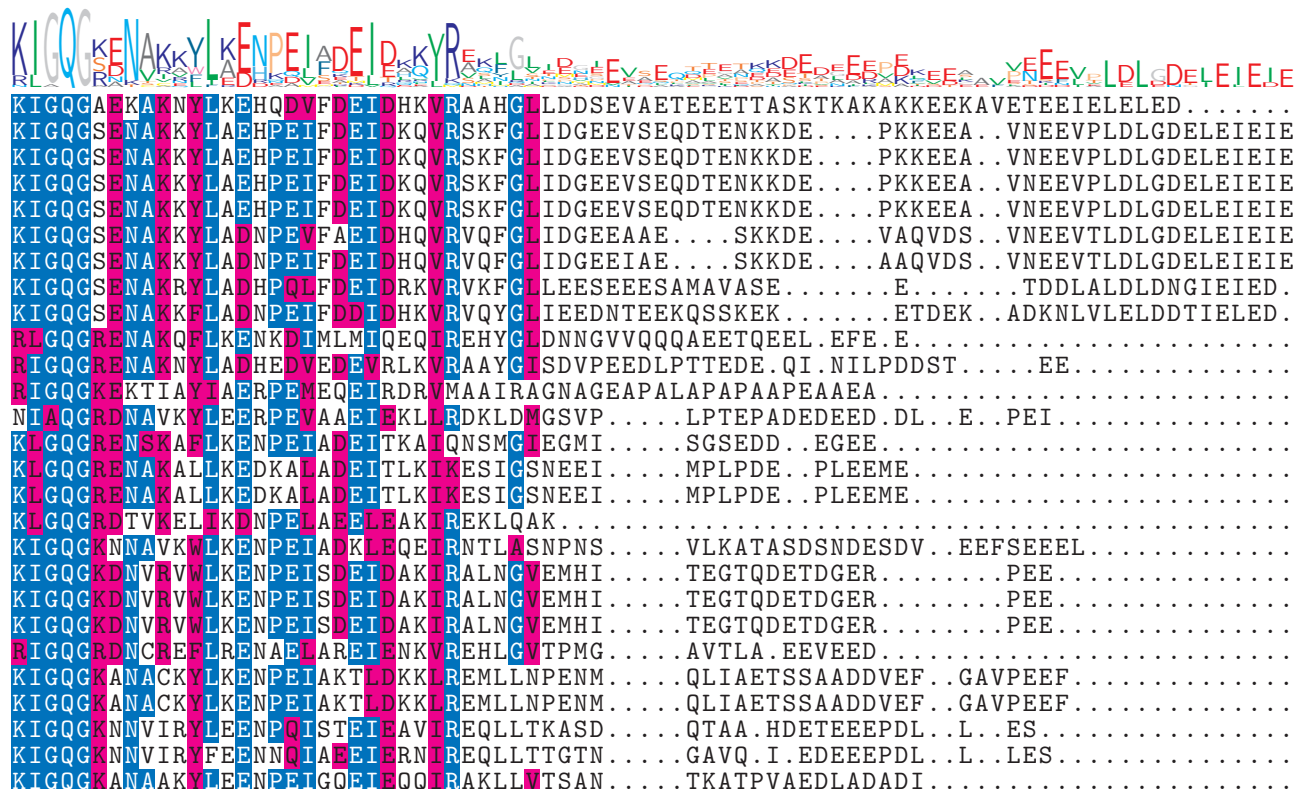 KIGQGAEKAKNYLKEHQDVFDEIDHKVRAAHGLLDDSEVAETEEETTASKTKAKAKKEEKAVETEEIELELED........
KIGQGSENAKKYLAEHPEIFDEIDKQVRSKFGLIDGEEVSEQDTENKKDE....PKKEEA..VNEEVPLDLGDELEIEIE
KIGQGSENAKKYLAEHPEIFDEIDKQVRSKFGLIDGEEVSEQDTENKKDE....PKKEEA..VNEEVPLDLGDELEIEIE
KIGQGSENAKKYLAEHPEIFDEIDKQVRSKFGLIDGEEVSEQDTENKKDE....PKKEEA..VNEEVPLDLGDELEIEIE
KIGQGSENAKKYLAEHPEIFDEIDKQVRSKFGLIDGEEVSEQDTENKKDE....PKKEEA..VNEEVPLDLGDELEIEIE
KIGQGSENAKKYLADNPEVFAEIDHQVRVQFGLIDGEEAAE....SKKDE....VAQVDS..VNEEVTLDLGDELEIEIE
KIGQGSENAKKYLADNPEIFDEIDHQVRVQFGLIDGEEIAE....SKKDE....AAQVDS..VNEEVTLDLGDELEIEIE
KIGQGSENAKRYLADHPQLFDEIDRKVRVKFGLLEESEEESAMAVASE.......E.......TDDLALDLDNGIEIED.
KIGQGSENAKKFLADNPEIFDDIDHKVRVQYGLIEEDNTEEKQSSKEK.......ETDEK..ADKNLVLELDDTIELED.
RLGQGRENAKQFLKENKDIMLMIQEQIREHYGLDNNGVVQQQAEETQEEL.EFE.E........................
RIGQGRENAKNYLADHEDVEDEVRLKVRAAYGISDVPEEDLPTTEDE.QI.NILPDDST.....EE..............
RIGQGKEKTIAYIAERPEMEQEIRDRVMAAIRAGNAGEAPALAPAPAAPEAAEA..........................
NIAQGRDNAVKYLEERPEVAAEIEKLLRDKLDMGSVP.....LPTEPADEDEED.DL..E..PEI...............
KLGQGRENSKAFLKENPEIADEITKAIQNSMGIEGMI.....SGSEDD..EGEE..........................
KLGQGRENAKALLKEDKALADEITLKIKESIGSNEEI.....MPLPDE..PLEEME........................
KLGQGRENAKALLKEDKALADEITLKIKESIGSNEEI.....MPLPDE..PLEEME........................
KLGQGRDTVKELIKDNPELAEELEAKIREKLQAK..............................................
KIGQGKNNAVKWLKENPEIADKLEQEIRNTLASNPNS.....VLKATASDSNDESDV..EEFSEEEL.............
KIGQGKDNVRVWLKENPEISDEIDAKIRALNGVEMHI.....TEGTQDETDGER........PEE...............
KIGQGKDNVRVWLKENPEISDEIDAKIRALNGVEMHI.....TEGTQDETDGER........PEE...............
KIGQGKDNVRVWLKENPEISDEIDAKIRALNGVEMHI.....TEGTQDETDGER........PEE...............
RIGQGRDNCREFLRENAELAREIENKVREHLGVTPMG.....AVTLA.EEVEED..........................
KIGQGKANACKYLKENPEIAKTLDKKLREMLLNPENM.....QLIAETSSAADDVEF..GAVPEEF..............
KIGQGKANACKYLKENPEIAKTLDKKLREMLLNPENM.....QLIAETSSAADDVEF..GAVPEEF..............
KIGQGKNNVIRYLEENPQISTEIEAVIREQLLTKASD.....QTAA.HDETEEEPDL..L..ES................
KIGQGKNNVIRYFEENNQIAEEIERNIREQLLTTGTN.....GAVQ.I.EDEEEPDL..L..LES...............
KIGQGKANAAKYLEENPEIGQEIEQQIRAKLLVTSAN.....TKATPVAEDLADADI.......................